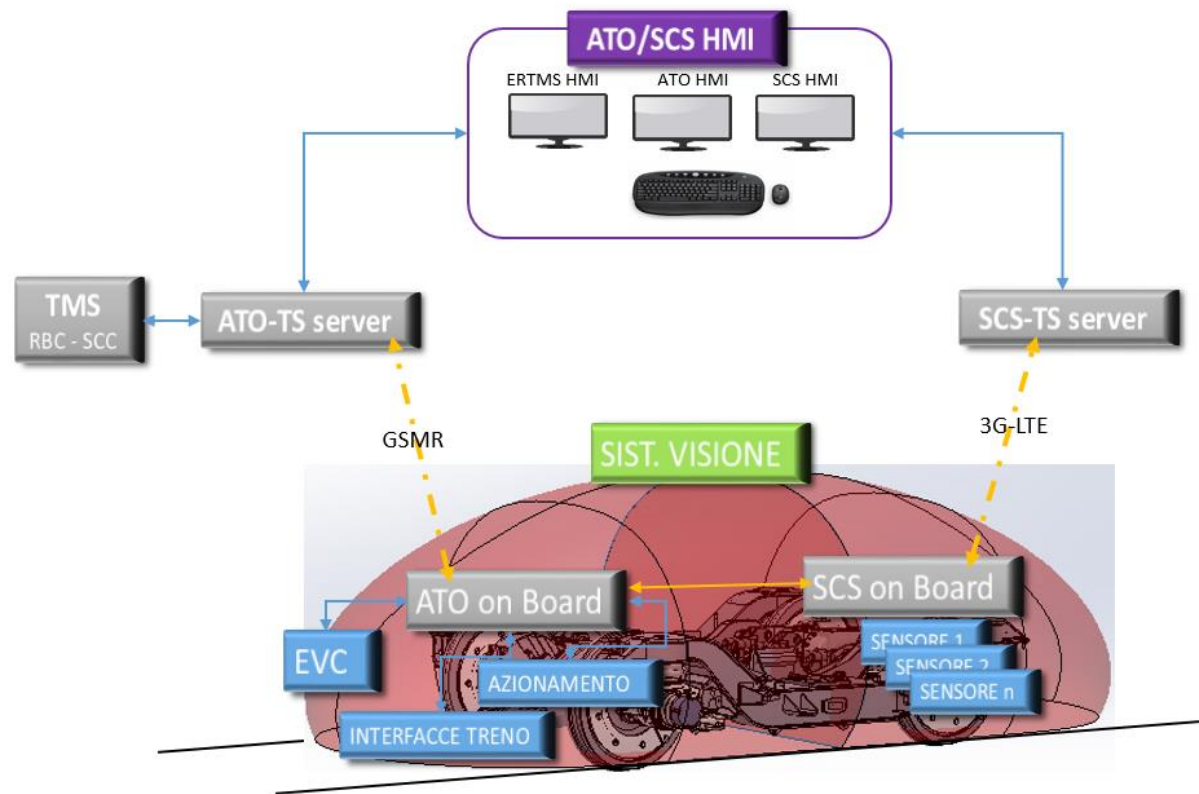 ATO/SCS HMI
ERTMS HMI
ATO HMI
SCS HMI
TMS
RBC - SCC
ATO-TS server
SCS-TS server
GSMR
3G-LTE
SIST. VISIONE
ATO on Board
SCS on Board
EVC
AZIONAMENTO
INTERFACCE TRENO
SENSORE 1
SENSORE 2
SENSORE n